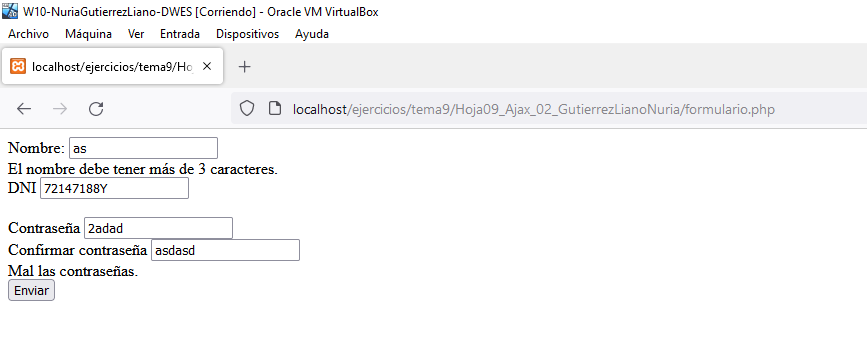 W10-NuriaGutierrezLiano-DWES [Corriendo] - Oracle VM VirtualBox
Archivo Máquina Ver Entrada Dispositivos Ayuda
localhost/ejercicios/tema9/Ho
localhost/ejercicios/tema9/Hoja09_Ajax_02_GutierrezLianoNuria/formulario.php
Nombre: as
El nombre debe tener más de 3 caracteres.
DNI 72147188Y
Contraseña 2adad
Confirmar contraseña asdasd
Mal las contraseñas.
Enviar